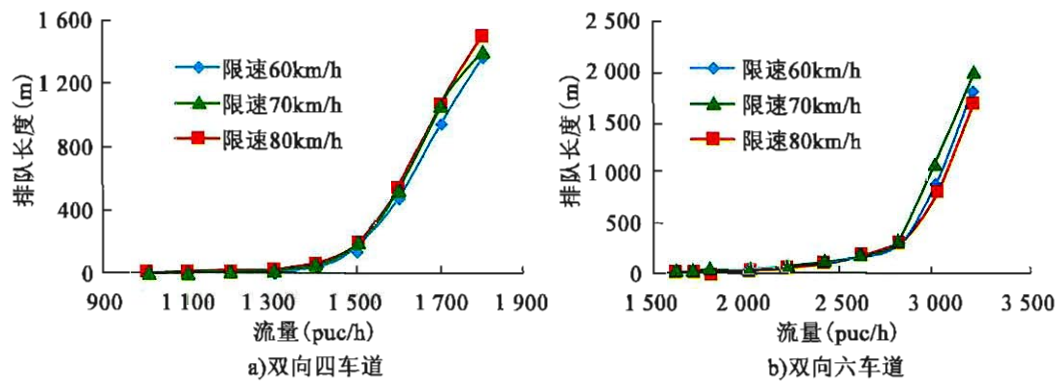 1 600
1 200
800
400
0
排队长度(m)
限速60km/h
限速70km/h
限速80km/h
900 1 100 1 300 1 500 1 700 1 900
流量(puc/h)
a)双向四车道
2 500
2 000
1 500
1 000
500
0
排队长度(m)
限速60km/h
限速70km/h
限速80km/h
1 500 2 000 2 500 3 000 3 500
流量(puc/h)
b)双向六车道